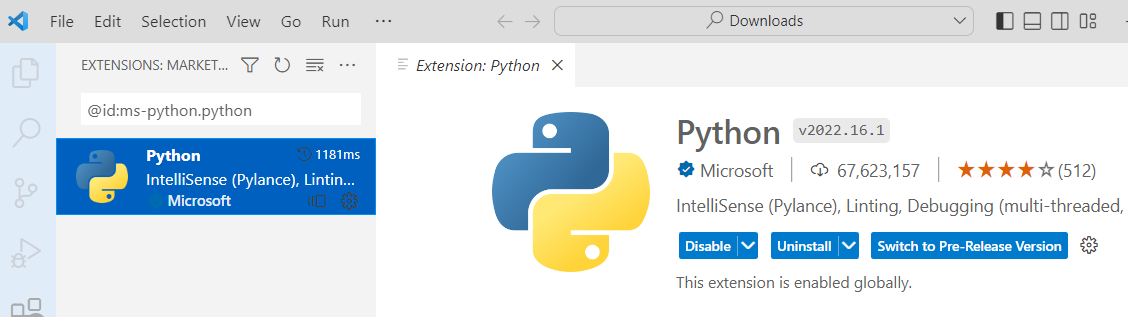 File Edit Selection View Go Run ··· Downloads
EXTENSIONS: MARKET... ···
Extension: Python
@id:ms-python.python
Python 1181ms
IntelliSense (Pylance), Lintin...
Microsoft
Python v2022.16.1
Microsoft | 67,623,157 | (512)
IntelliSense (Pylance), Linting, Debugging (multi-threaded,
Disable Uninstall Switch to Pre-Release Version
This extension is enabled globally.